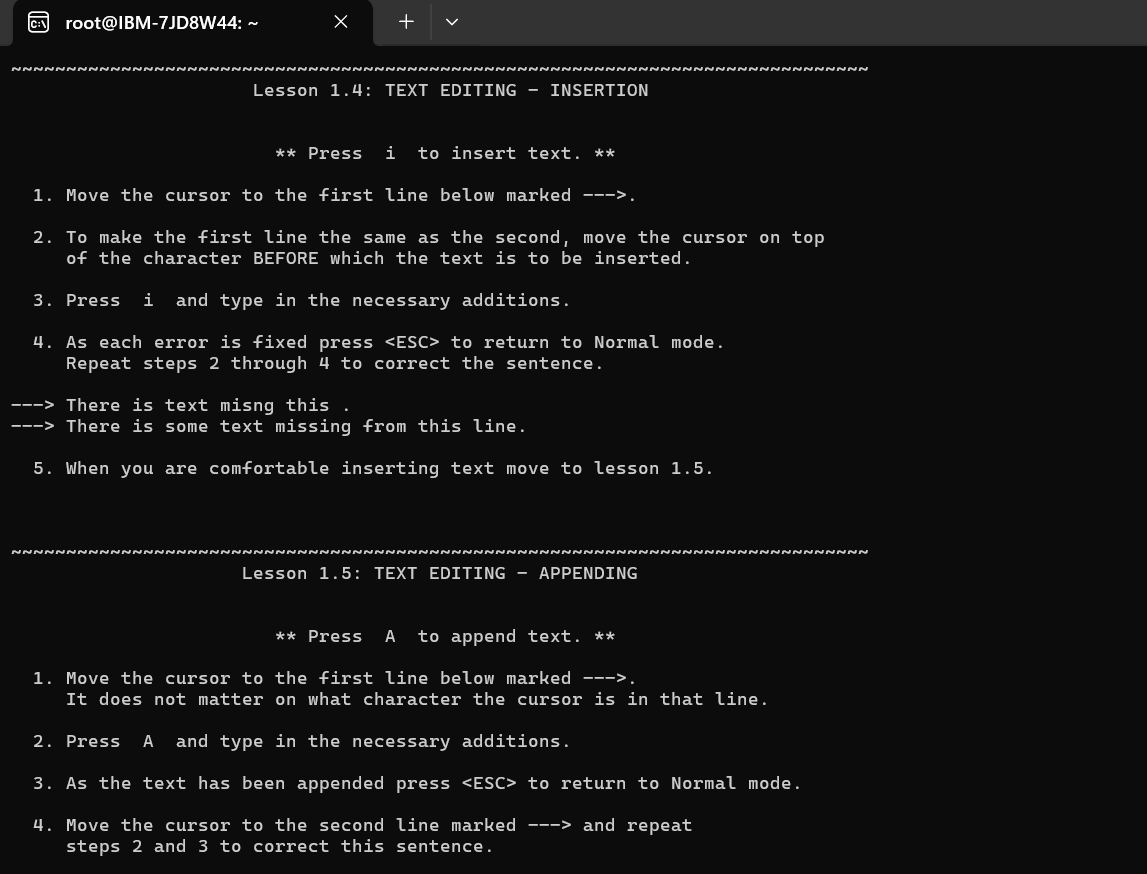 root@IBM-7JD8W44: ~
~~~~~~~~~~~~~~~~~~~~~~~~~~~~~~~~~~~~~~~~~~~~~~~~~~~~~~~~~~~~~~~~~~~~~~~~~~~~~~
Lesson 1.4: TEXT EDITING - INSERTION
** Press  i  to insert text. **
1. Move the cursor to the first line below marked --->.
2. To make the first line the same as the second, move the cursor on top
of the character BEFORE which the text is to be inserted.
3. Press  i  and type in the necessary additions.
4. As each error is fixed press <ESC> to return to Normal mode.
Repeat steps 2 through 4 to correct the sentence.
---> There is text misng this .
---> There is some text missing from this line.
5. When you are comfortable inserting text move to lesson 1.5.
~~~~~~~~~~~~~~~~~~~~~~~~~~~~~~~~~~~~~~~~~~~~~~~~~~~~~~~~~~~~~~~~~~~~~~~~~~~~~~
Lesson 1.5: TEXT EDITING - APPENDING
** Press  A  to append text. **
1. Move the cursor to the first line below marked --->.
It does not matter on what character the cursor is in that line.
2. Press  A  and type in the necessary additions.
3. As the text has been appended press <ESC> to return to Normal mode.
4. Move the cursor to the second line marked ---> and repeat
steps 2 and 3 to correct this sentence.